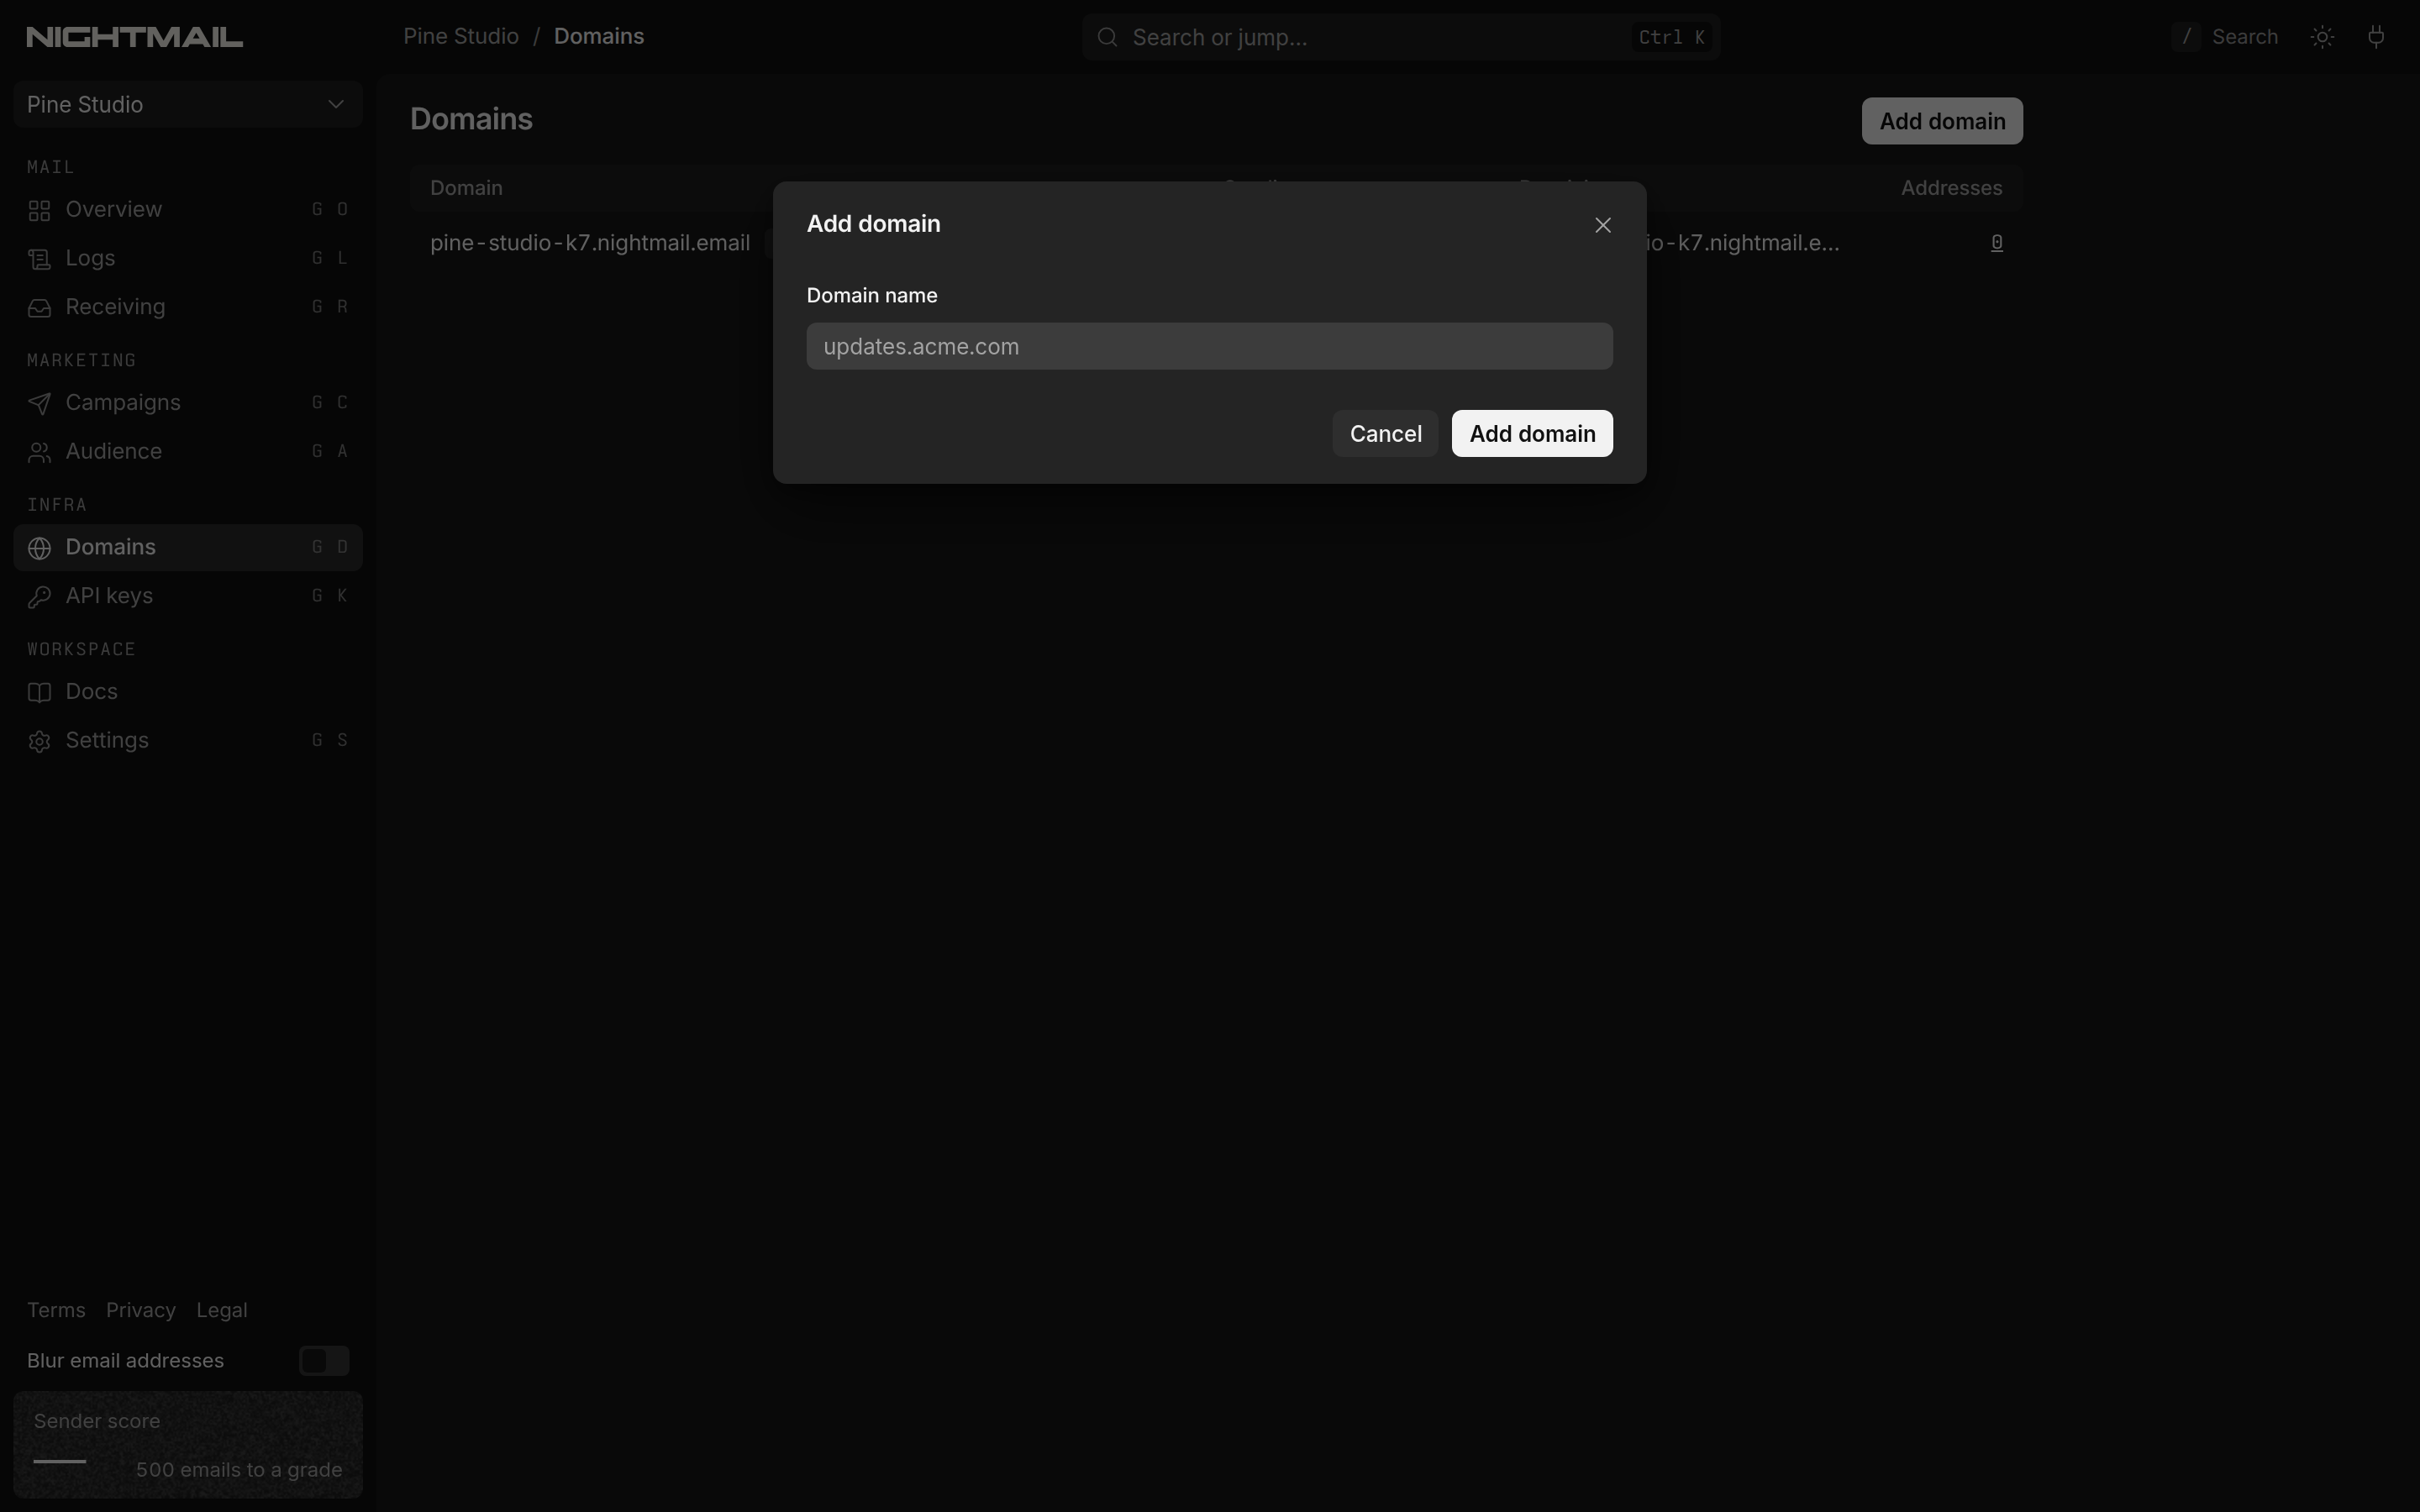 NIGHTMAIL
Pine Studio / Domains
Search or jump...
Ctrl K
/ Search
Pine Studio
MAIL
Overview G O
Logs G L
Receiving G R
MARKETING
Campaigns G C
Audience G A
INFRA
Domains G D
API keys G K
WORKSPACE
Docs
Settings G S
Terms Privacy Legal
Blur email addresses
Sender score
500 emails to a grade
Domains
Add domain
Domain
Addresses
pine-studio-k7.nightmail.email
io-k7.nightmail.e...
0
Add domain
Domain name
updates.acme.com
Cancel
Add domain